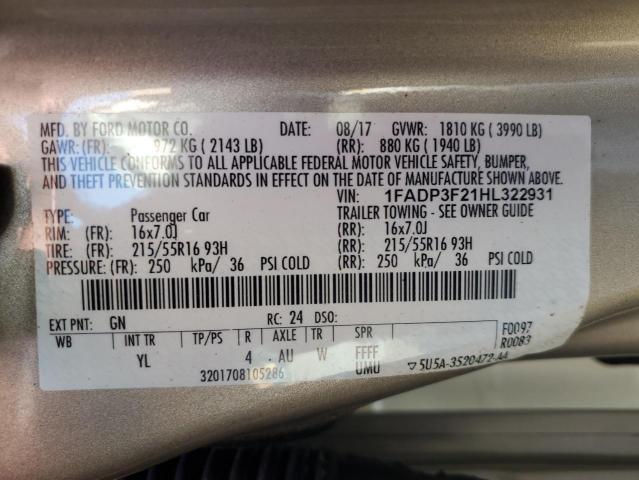 MFD. BY FORD MOTOR CO. DATE: 08/17 GVWR: 1810 KG ( 3990 LB)
GAWR: (FR): 972 KG ( 2143 LB) (RR): 880 KG ( 1940 LB)
THIS VEHICLE CONFORMS TO ALL APPLICABLE FEDERAL MOTOR VEHICLE SAFETY, BUMPER,
AND THEFT PREVENTION STANDARDS IN EFFECT ON THE DATE OF MANUFACTURE SHOWN ABOVE.
VIN: 1FADP3F21HL322931
TYPE: Passenger Car TRAILER TOWING - SEE OWNER GUIDE
RIM: (FR): 16x7.0J (RR): 16x7.0J
TIRE: (FR): 215/55R16 93H (RR): 215/55R16 93H
PRESSURE: (FR): 250 kPa/ 36 PSI COLD (RR): 250 kPa/ 36 PSI COLD
EXT PNT: GN RC: 24 DSO: F0097
WB INT TR TP/PS R AXLE TR SPR R0083
YL 4 AU W FFFF
3201708105286 UMU ▽5U5A-3520472-AA